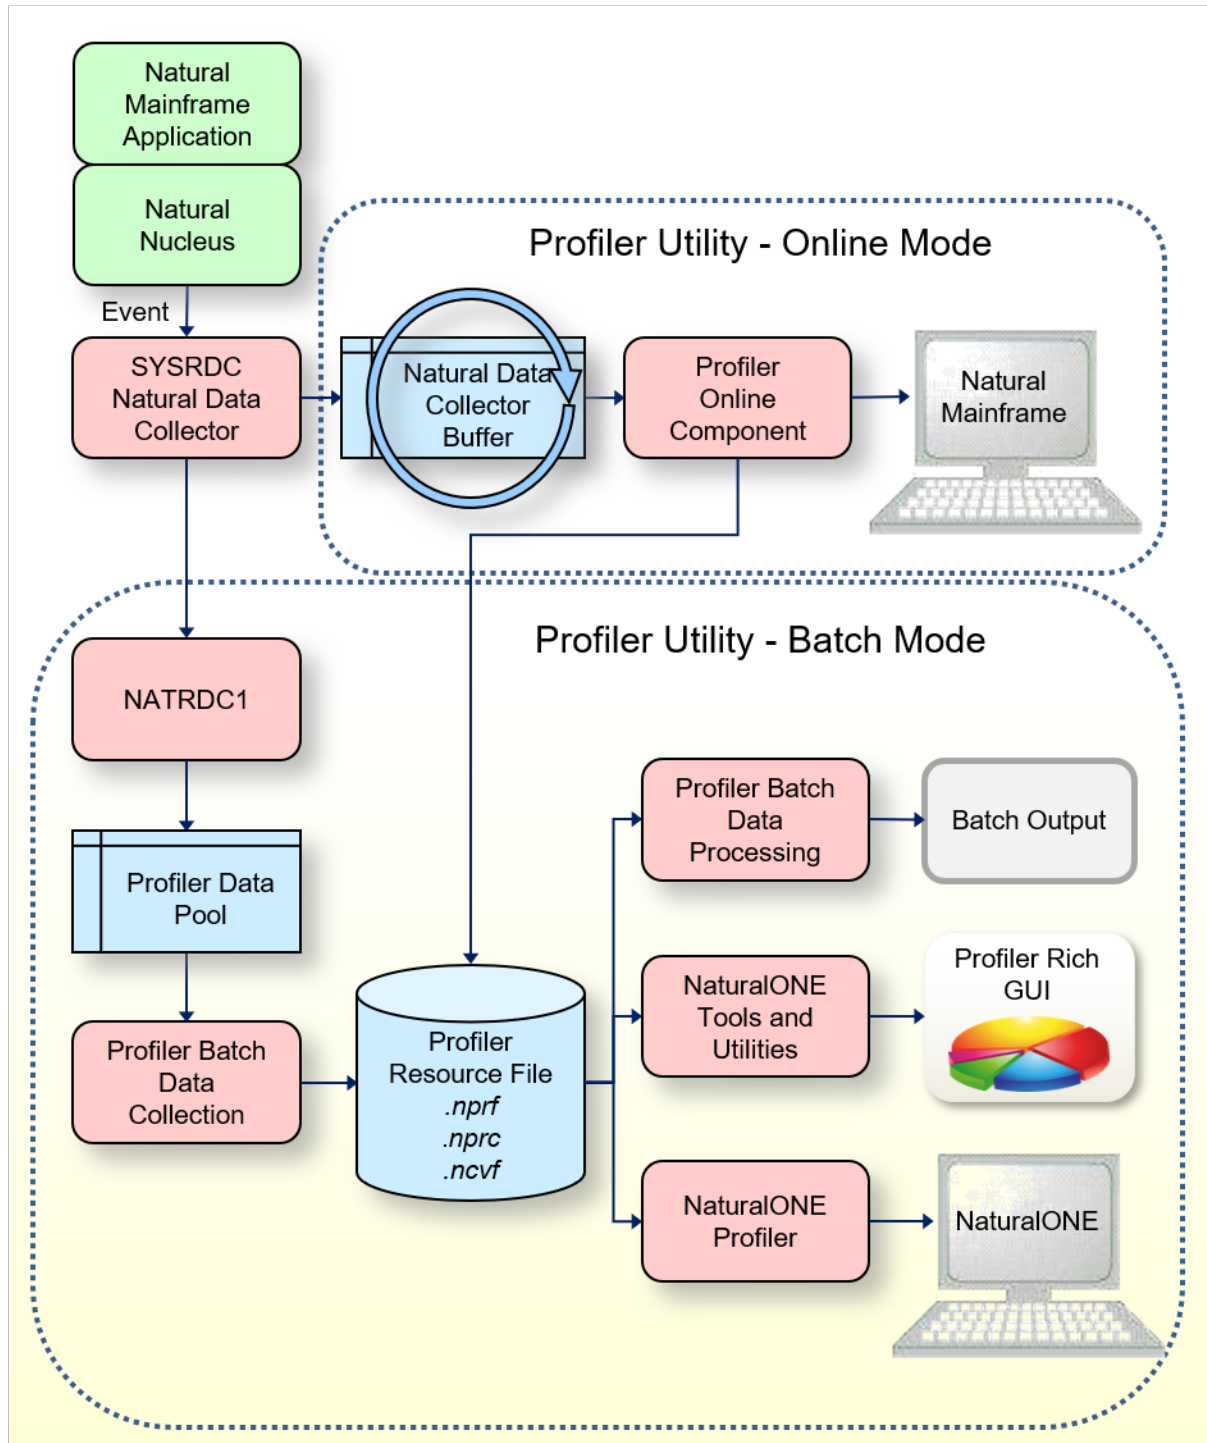 Natural
Mainframe
Application
Natural
Nucleus
Profiler Utility - Online Mode
Event
SYSRDC
Natural Data
Collector
Natural Data
Collector
Buffer
Profiler
Online
Component
Natural
Mainframe
Profiler Utility - Batch Mode
NATRDC1
Profiler Data
Pool
Profiler Batch
Data
Collection
Profiler
Resource File
.nprf
.nprc
.ncvf
Profiler Batch
Data
Processing
Batch Output
NaturalONE
Tools and
Utilities
Profiler Rich
GUI
NaturalONE
Profiler
NaturalONE